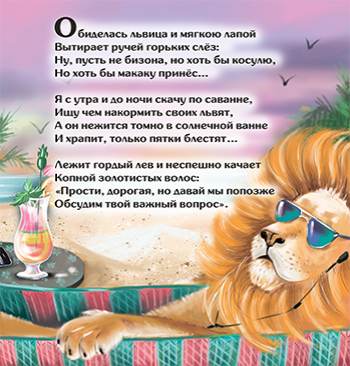 Обиделась львица и мягкою лапой
Вытирает ручей горьких слёз:
Ну, пусть не бизона, но хоть бы косулю,
Но хоть бы макаку принёс...
Я с утра и до ночи скачу по саванне,
Ищу чем накормить своих львят,
А он нежится томно в солнечной ванне
И храпит, только пятки блестят...
Лежит гордый лев и неспешно качает
Копной золотистых волос:
«Прости, дорогая, но давай мы попозже
Обсудим твой важный вопрос».